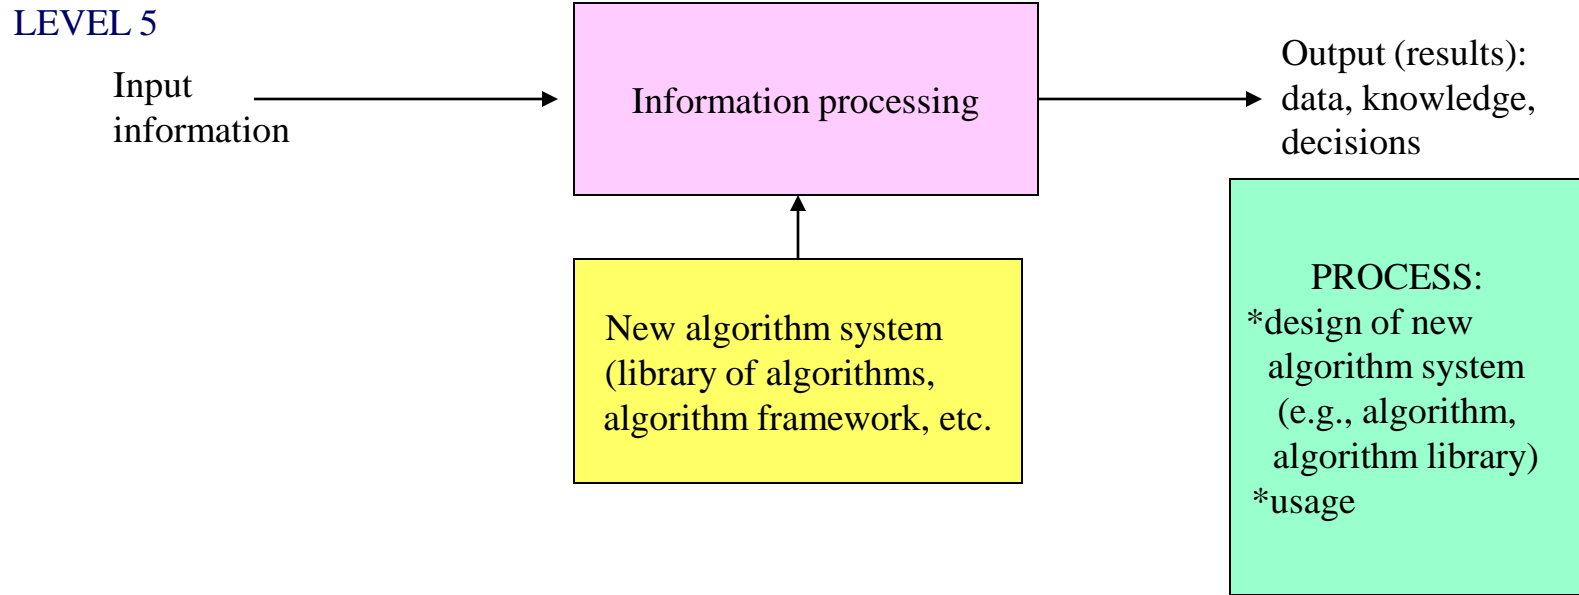 LEVEL 5
Input
information
Information processing
Output (results):
data, knowledge,
decisions
New algorithm system
(library of algorithms,
algorithm framework, etc.
PROCESS:
*design of new
algorithm system
(e.g., algorithm,
algorithm library)
*usage